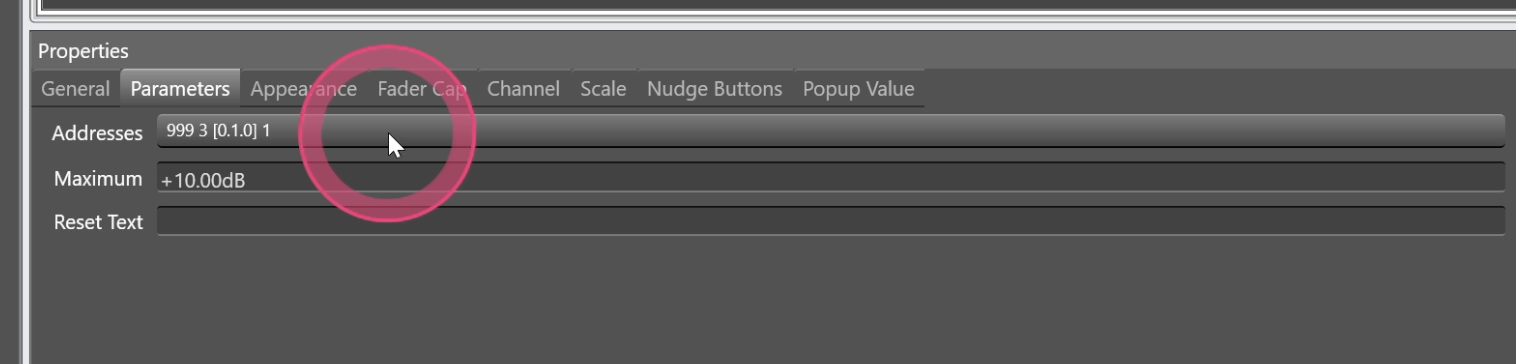 Properties
General Parameters Appearance Fader Cap Channel Scale Nudge Buttons Popup Value
Addresses 999 3 [0.1.0] 1
Maximum +10.00dB
Reset Text